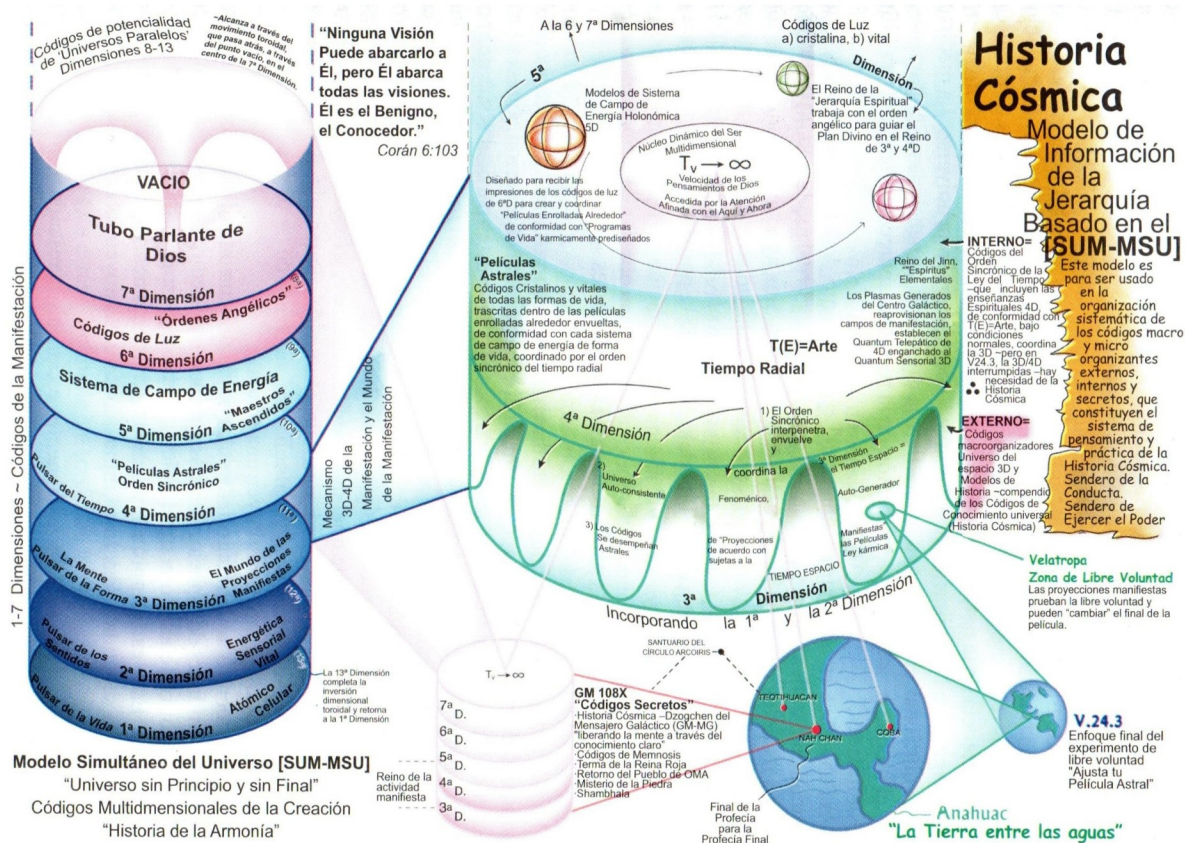 Códigos de potencialidad
de ‘Universos Paralelos’
Dimensiones 8-13
~Alcanza a través del
movimiento toroidal,
que pasa atrás, a través
del punto vacío, en el
centro de la 7ª Dimensión.
"Ninguna Visión
Puede abarcarlo a
Él, pero Él abarca
todas las visiones.
Él es el Benigno,
el Conocedor."
Corán 6:103
VACIO
Tubo Parlante de
Dios
7ª Dimensión
"Órdenes Angélicos"
Códigos de Luz
6ª Dimensión
(9ª)
Sistema de Campo de Energía
"Maestros
Ascendidos"
5ª Dimensión
(10ª)
"Películas Astrales"
Orden Sincrónico
Pulsar del Tiempo
4ª Dimensión
(11ª)
La Mente
Pulsar de la Forma
El Mundo de las
Proyecciones
Manifiestas
3ª Dimensión
(12ª)
Pulsar de los
Sentidos
Energética
Sensorial
Vital
2ª Dimensión
(13ª)
Pulsar de la Vida
Atómico
Celular
1ª Dimensión
1-7 Dimensiones ~ Códigos de la Manifestación
Mecanismo
3D-4D de la
Manifestación y el Mundo
de la Manifestación
La 13ª Dimensión
completa la
inversión
dimensional
toroidal y retorna
a la 1ª Dimensión
Modelo Simultáneo del Universo [SUM-MSU]
"Universo sin Principio y sin Final"
Códigos Multidmensionales de la Creación
"Historia de la Armonía"
A la 6 y 7ª Dimensiones
Códigos de Luz
a) cristalina, b) vital
5ª
Dimensión
Modelos de Sistema
de Campo de
Energía Holonómica
5D
El Reino de la
"Jerarquía Espiritual"
trabaja con el orden
angélico para guiar el
Plan Divino en el Reino
de 3ª y 4ªD
Núcleo Dinámico del Ser
Multidimensional
Tv → ∞
Velocidad de los
Pensamientos de Dios
Accedida por la Atención
Afinada con el Aquí y Ahora
Diseñado para recibir las
impresiones de los códigos de luz
de 6ªD para crear y coordinar
"Películas Enrolladas Alrededor"
de conformidad con "Programas
de Vida" karmicamente prediseñados
"Películas
Astrales"
Códigos Cristalinos y vitales
de todas las formas de vida,
trascritas dentro de las películas
enrolladas alrededor envueltas,
de conformidad con cada sistema
de campo de energía de forma
de vida, coordinado por el orden
sincrónico del tiempo radial
Reino del Jinn,
"Espíritus"
Elementales
Los Plasmas Generados
del Centro Galáctico,
reaprovisionan los
campos de manifestación,
establecen el
Quantum Telepático de
4D enganchado al
Quantum Sensorial 3D
T(E)=Arte
Tiempo Radial
4ª Dimensión
1) El Orden
Sincrónico
interpenetra,
envuelve
y
coordina la
3ª Dimensión
el Tiempo Espacio =
2)
Universo
Auto-consistente
Fenoménico,
Auto-Generador
3) Los Códigos
Se desempeñan
Astrales
de "Proyecciones
de acuerdo con
sujetas a la
Manifiestas
las Películas
Ley kármica
TIEMPO ESPACIO
3ª Dimensión
Incorporando la 1ª y la 2ª Dimensión
Historia
Cósmica
Modelo de
Información
de la
Jerarquía
Basado en el
[SUM-MSU]
Este modelo es
para ser usado
en la
organización
sistemática de
los códigos macro
y micro
organizantes
externos,
internos y
secretos, que
constituyen el
sistema de
pensamiento y
práctica de la
Historia Cósmica.
Sendero de la
Conducta.
Sendero de
Ejercer el Poder
INTERNO=
Códigos del
Orden
Sincrónico de la
Ley del Tiempo
~que incluyen las
enseñanzas
Espirituales 4D,
de conformidad con
T(E)=Arte, bajo
condiciones
normales, coordina
la 3D ~pero en
V24.3, la 3D/4D
interrumpidas ~hay
necesidad de la
Historia
Cósmica
EXTERNO=
Códigos
macroorganizadores
Universo del
espacio 3D y
Modelos de
Historia ~compendio
de los Códigos de
Conocimiento universal
(Historia Cósmica)
Velatropa
Zona de Libre Voluntad
Las proyecciones manifiestas
prueban la libre voluntad y
pueden "cambiar" el final de la
película.
Tv → ∞
7ª
D.
6ª
D.
5ª
D.
4ª
D.
3ª
D.
Reino de la
actividad
manifiesta
SANTUARIO DEL
CÍRCULO ARCOIRIS
GM 108X
"Códigos Secretos"
·Historia Cósmica –Dzogchen del
Mensajero Galáctico (GM-MG)
"liberando la mente a través del
conocimiento claro"
·Códigos de Memnosis
·Terma de la Reina Roja
·Retorno del Pueblo de OMA
·Misterio de la Piedra
·Shambhala
TEOTIHUACAN
NAH CHAN
COBA
Final de la
Profecía
para la
Profecía Final
V.24.3
Enfoque final del
experimento de
libre voluntad
"Ajusta tu
Película Astral"
Anahuac
"La Tierra entre las aguas"